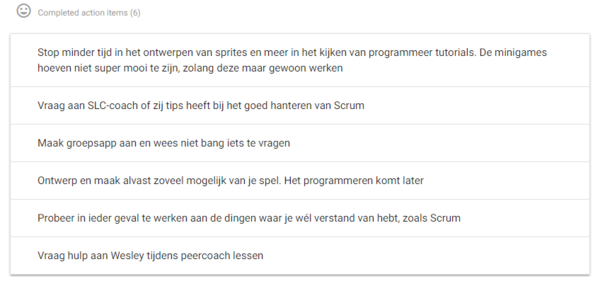 Completed action items (6)
Stop minder tijd in het ontwerpen van sprites en meer in het kijken van programmeer tutorials. De minigames
hoeven niet super mooi te zijn, zolang deze maar gewoon werken
Vraag aan SLC-coach of zij tips heeft bij het goed hanteren van Scrum
Maak groepsapp aan en wees niet bang iets te vragen
Ontwerp en maak alvast zoveel mogelijk van je spel. Het programmeren komt later
Probeer in ieder geval te werken aan de dingen waar je wél verstand van hebt, zoals Scrum
Vraag hulp aan Wesley tijdens peercoach lessen